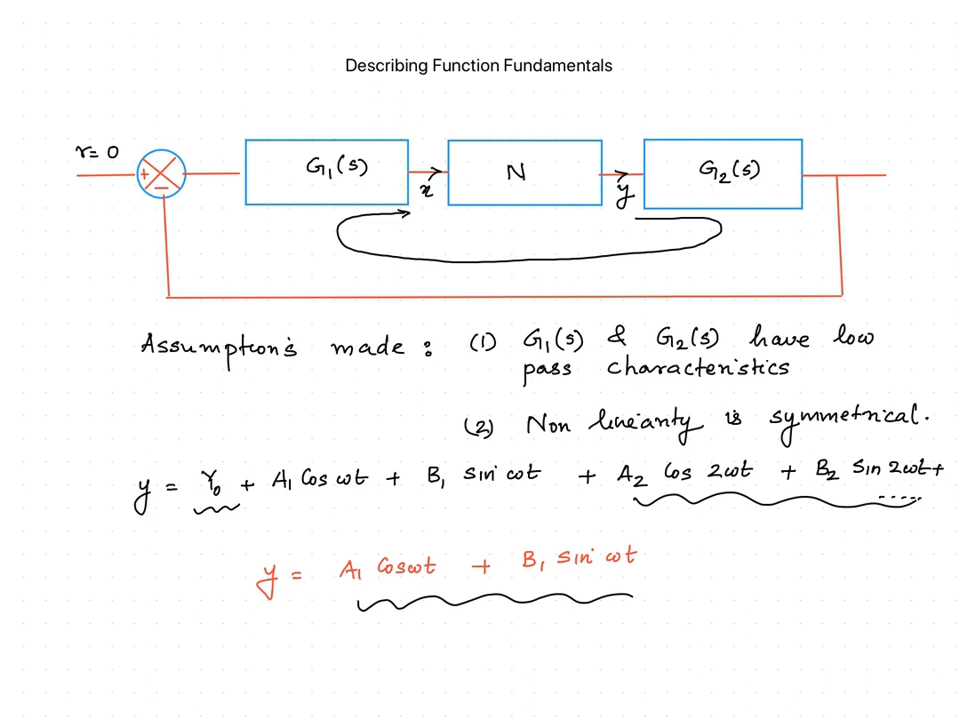 Describing Function Fundamentals
r=0
+
−
G₁(s)
x
N
y
G₂(s)
Assumptions made : (1) G₁(s) & G₂(s) have low
pass characteristics
(2) Non linearity is symmetrical.
y = Y₀ + A₁ Cos ωt + B₁ sin ωt + A₂ Cos 2ωt + B₂ Sin 2ωt + .....
y = A₁ Cosωt + B₁ sin ωt